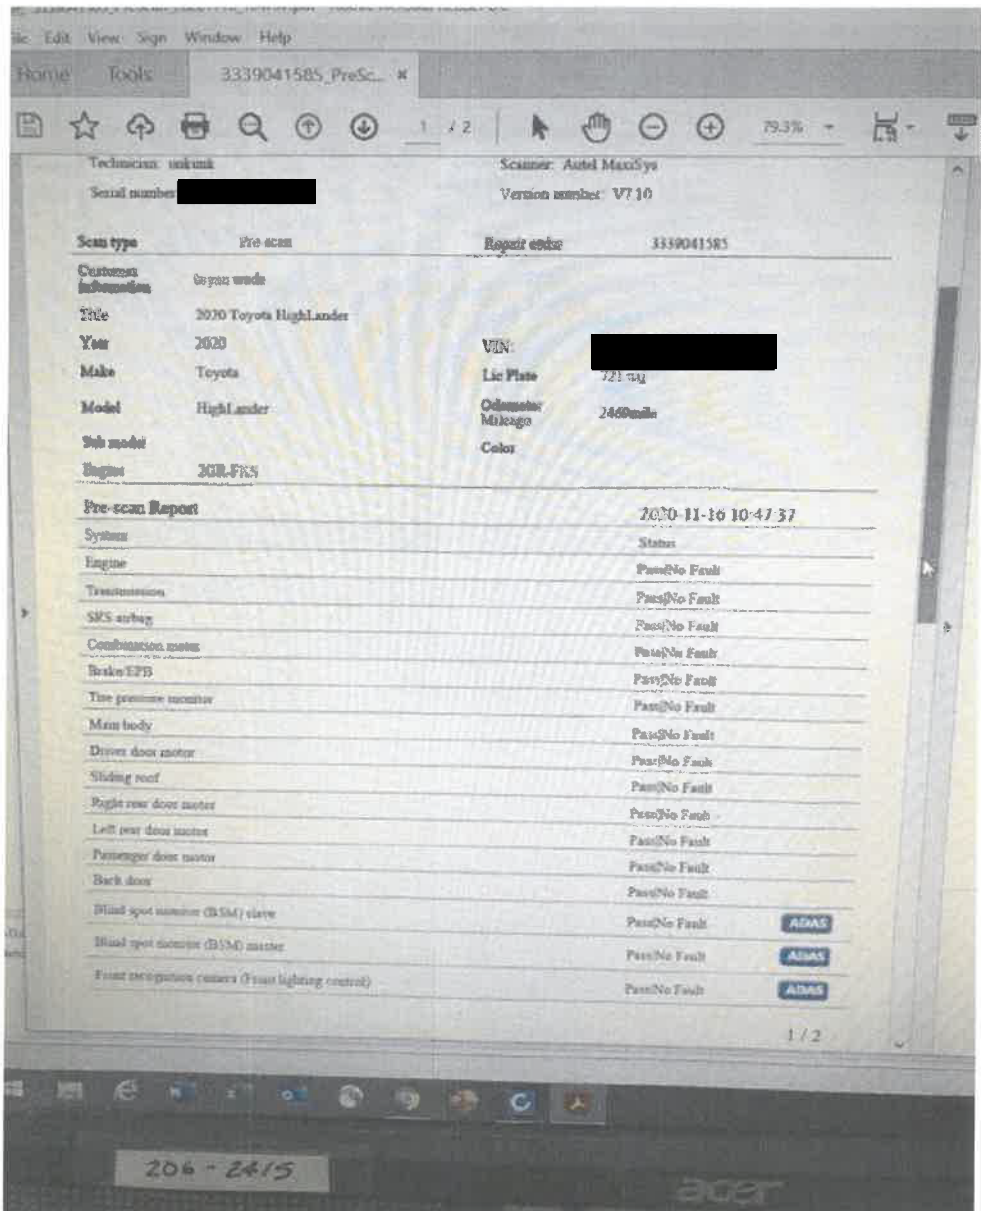 Edit View Sign Window Help
Home Tools 3339041585_PreSc... ×
1 / 2 79.3%
Technician: Scanner: Autel MaxiSys
Serial number Version number: V7.10
Scan type Pre-scan Repair order 3339041585
Customer information
Title 2020 Toyota HighLander
Year 2020 VIN:
Make Toyota Lic Plate
Model HighLander Odometer Mileage 2460mile
Sub model Color
Engine 2GR-FKS
Pre-scan Report 2020-11-16 10:47:37
System Status
Engine Pass|No Fault
Transmission Pass|No Fault
SRS airbag Pass|No Fault
Combination meter Pass|No Fault
Brake/EPB Pass|No Fault
Tire pressure monitor Pass|No Fault
Main body Pass|No Fault
Driver door motor Pass|No Fault
Sliding roof Pass|No Fault
Right rear door motor Pass|No Fault
Left rear door motor Pass|No Fault
Passenger door motor Pass|No Fault
Back door Pass|No Fault
Blind spot monitor (BSM) slave Pass|No Fault ADAS
Blind spot monitor (BSM) master Pass|No Fault ADAS
Front recognition camera (Front lighting control) Pass|No Fault ADAS
1 / 2
206-2415
acer